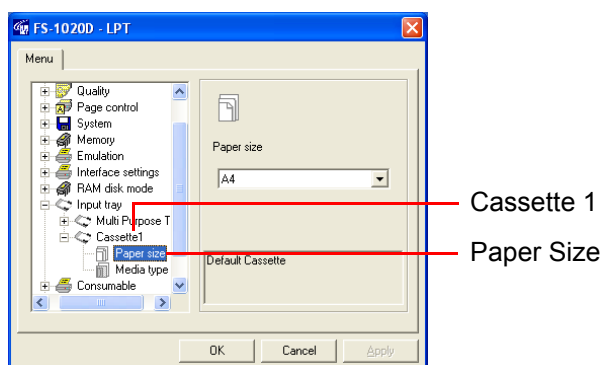 FS-1020D - LPT
Menu
Quality
Page control
System
Memory
Emulation
Interface settings
RAM disk mode
Input tray
Multi Purpose T
Cassette1
Paper size
Media type
Consumable
Paper size
A4
Default Cassette
OK Cancel Apply
Cassette 1
Paper Size